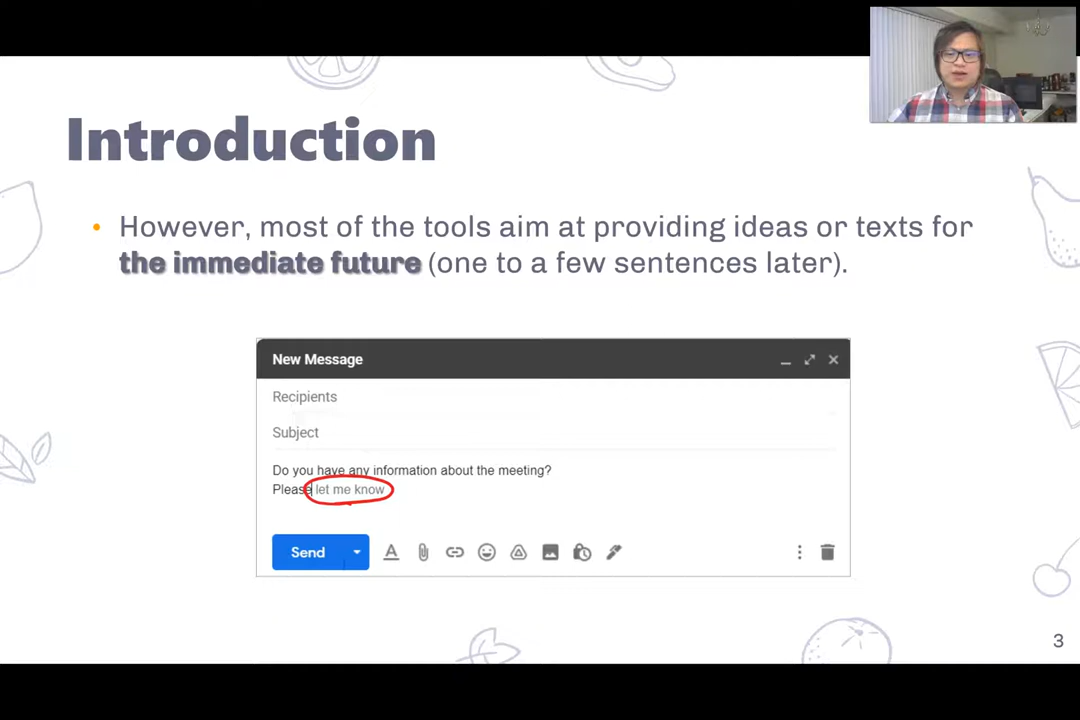 Introduction
• However, most of the tools aim at providing ideas or texts for
the immediate future (one to a few sentences later).
New Message
Recipients
Subject
Do you have any information about the meeting?
Please let me know
Send
3